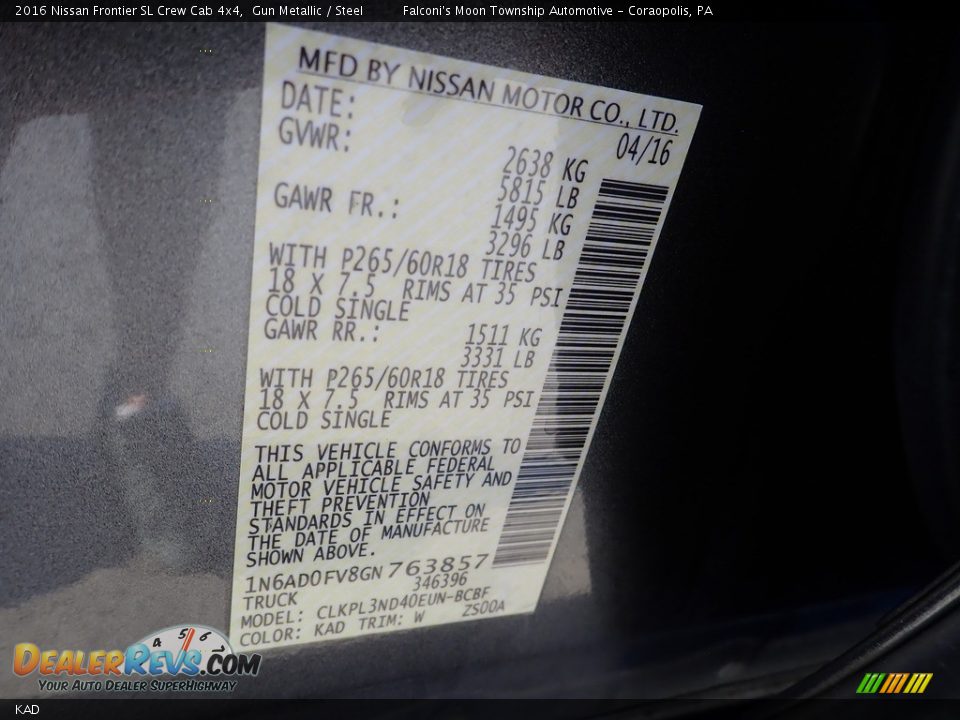 2016 Nissan Frontier SL Crew Cab 4x4,  Gun Metallic / Steel    Falconi's Moon Township Automotive – Coraopolis, PA
MFD BY NISSAN MOTOR CO., LTD.
DATE: 04/16
GVWR: 2638 KG
5815 LB
GAWR FR.: 1495 KG
3296 LB
WITH P265/60R18 TIRES
18 X 7.5 RIMS AT 35 PSI
COLD SINGLE
GAWR RR.: 1511 KG
3331 LB
WITH P265/60R18 TIRES
18 X 7.5 RIMS AT 35 PSI
COLD SINGLE
THIS VEHICLE CONFORMS TO
ALL APPLICABLE FEDERAL
MOTOR VEHICLE SAFETY AND
THEFT PREVENTION
STANDARDS IN EFFECT ON
THE DATE OF MANUFACTURE
SHOWN ABOVE.
1N6AD0FV8GN763857
TRUCK 346396
MODEL: CLKPL3ND40EUN-BCBF
COLOR: KAD TRIM: W ZS00A
4 5 6
DEALERREVS.COM
YOUR AUTO DEALER SUPERHIGHWAY
KAD